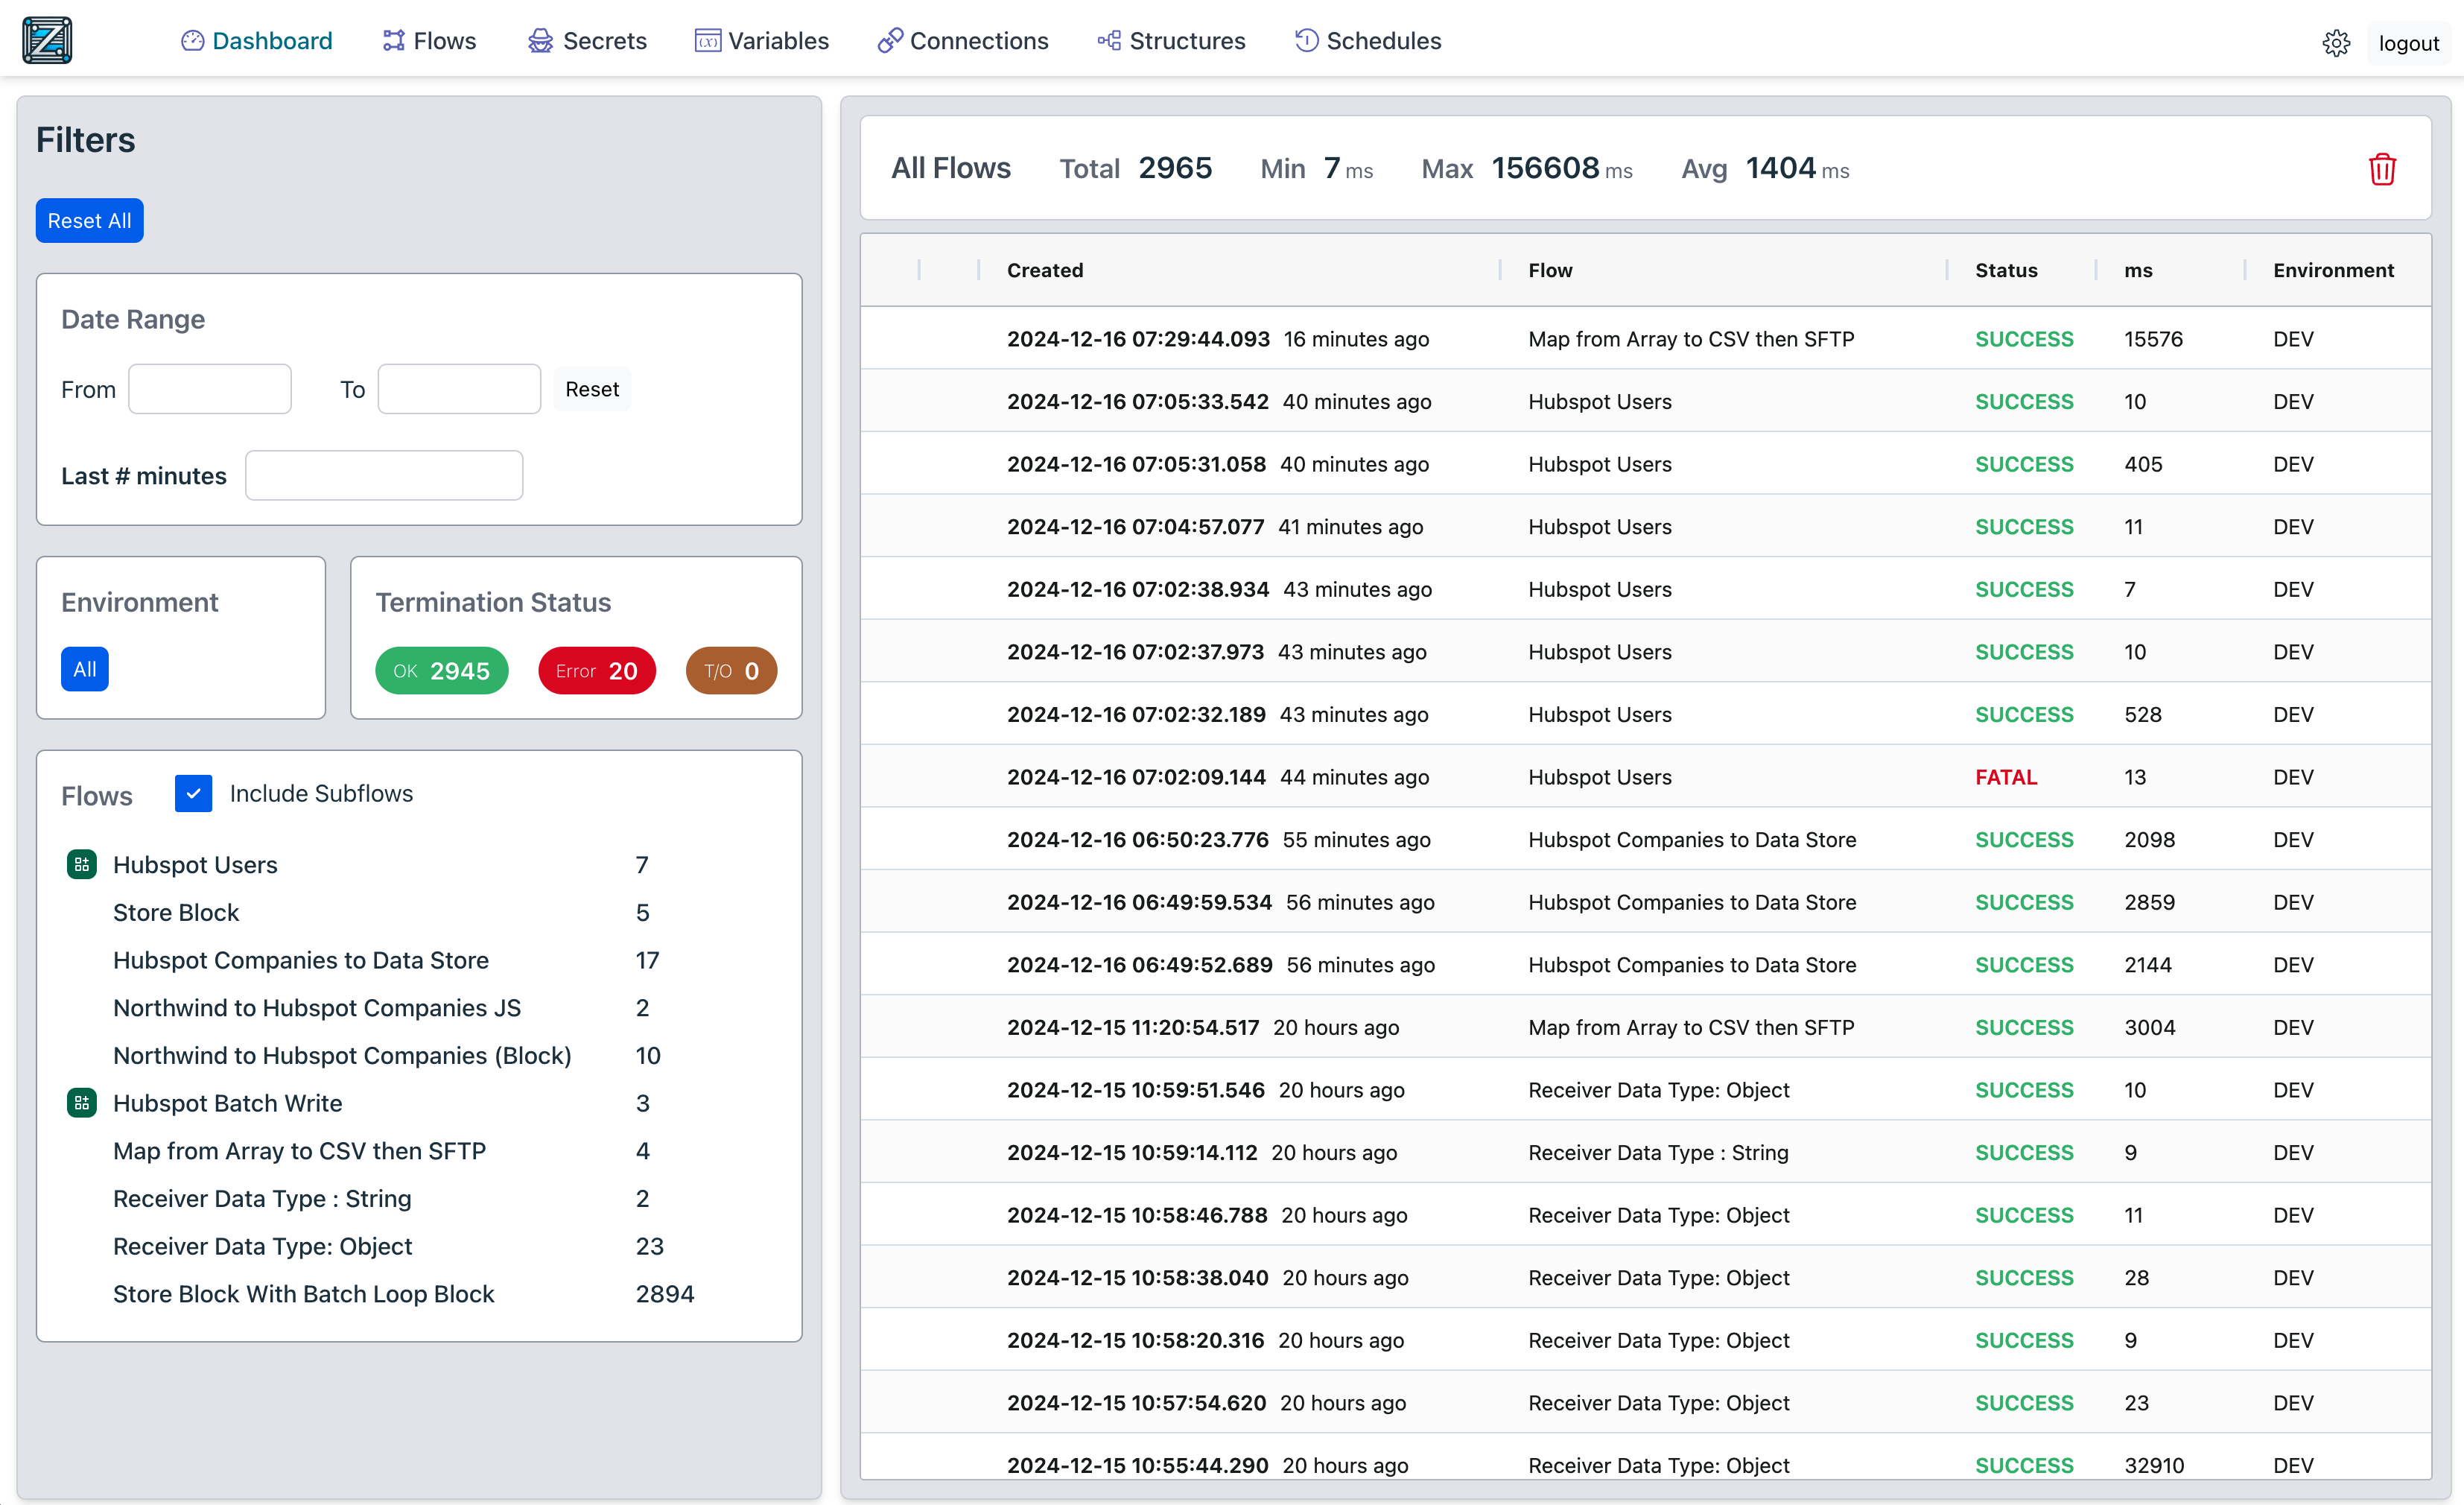 Dashboard Flows Secrets Variables Connections Structures Schedules logout
Filters
Reset All
Date Range
From To Reset
Last # minutes
Environment
All
Termination Status
OK 2945 Error 20 T/O 0
Flows Include Subflows
Hubspot Users 7
Store Block 5
Hubspot Companies to Data Store 17
Northwind to Hubspot Companies JS 2
Northwind to Hubspot Companies (Block) 10
Hubspot Batch Write 3
Map from Array to CSV then SFTP 4
Receiver Data Type : String 2
Receiver Data Type: Object 23
Store Block With Batch Loop Block 2894
All Flows Total 2965 Min 7 ms Max 156608 ms Avg 1404 ms
Created Flow Status ms Environment
2024-12-16 07:29:44.093 16 minutes ago Map from Array to CSV then SFTP SUCCESS 15576 DEV
2024-12-16 07:05:33.542 40 minutes ago Hubspot Users SUCCESS 10 DEV
2024-12-16 07:05:31.058 40 minutes ago Hubspot Users SUCCESS 405 DEV
2024-12-16 07:04:57.077 41 minutes ago Hubspot Users SUCCESS 11 DEV
2024-12-16 07:02:38.934 43 minutes ago Hubspot Users SUCCESS 7 DEV
2024-12-16 07:02:37.973 43 minutes ago Hubspot Users SUCCESS 10 DEV
2024-12-16 07:02:32.189 43 minutes ago Hubspot Users SUCCESS 528 DEV
2024-12-16 07:02:09.144 44 minutes ago Hubspot Users FATAL 13 DEV
2024-12-16 06:50:23.776 55 minutes ago Hubspot Companies to Data Store SUCCESS 2098 DEV
2024-12-16 06:49:59.534 56 minutes ago Hubspot Companies to Data Store SUCCESS 2859 DEV
2024-12-16 06:49:52.689 56 minutes ago Hubspot Companies to Data Store SUCCESS 2144 DEV
2024-12-15 11:20:54.517 20 hours ago Map from Array to CSV then SFTP SUCCESS 3004 DEV
2024-12-15 10:59:51.546 20 hours ago Receiver Data Type: Object SUCCESS 10 DEV
2024-12-15 10:59:14.112 20 hours ago Receiver Data Type : String SUCCESS 9 DEV
2024-12-15 10:58:46.788 20 hours ago Receiver Data Type: Object SUCCESS 11 DEV
2024-12-15 10:58:38.040 20 hours ago Receiver Data Type: Object SUCCESS 28 DEV
2024-12-15 10:58:20.316 20 hours ago Receiver Data Type: Object SUCCESS 9 DEV
2024-12-15 10:57:54.620 20 hours ago Receiver Data Type: Object SUCCESS 23 DEV
2024-12-15 10:55:44.290 20 hours ago Receiver Data Type: Object SUCCESS 32910 DEV